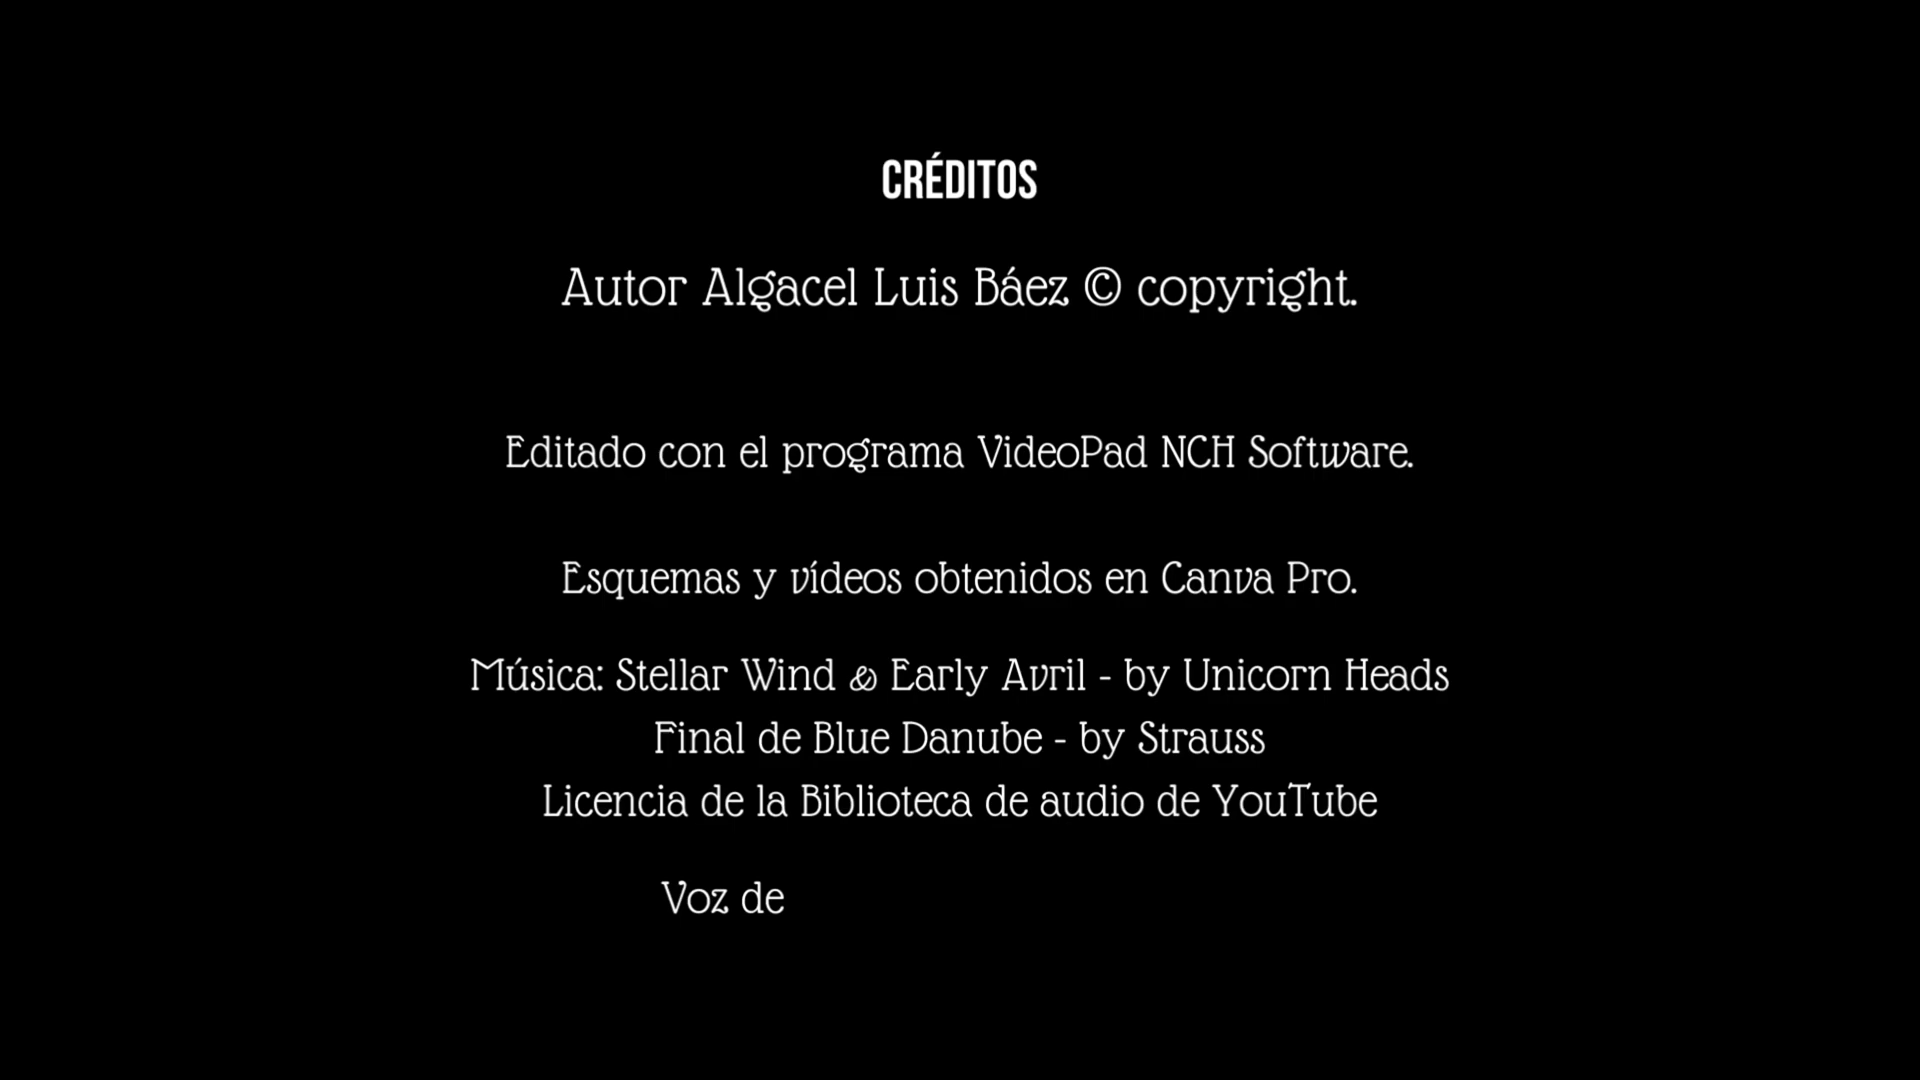 CRÉDITOS
Autor Algacel Luis Báez © copyright.
Editado con el programa VideoPad NCH Software.
Esquemas y vídeos obtenidos en Canva Pro.
Música: Stellar Wind & Early Avril - by Unicorn Heads
Final de Blue Danube - by Strauss
Licencia de la Biblioteca de audio de YouTube
Voz de